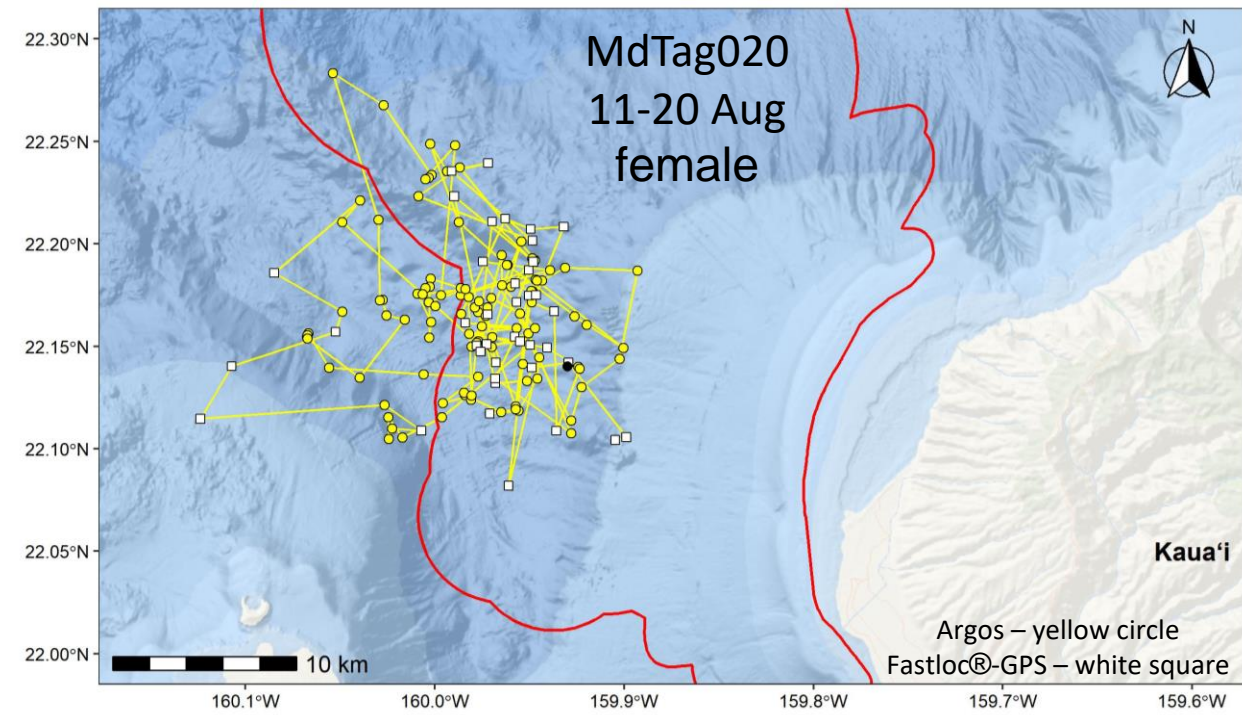 MdTag020
11-20 Aug
female
N
22.30°N
22.25°N
22.20°N
22.15°N
22.10°N
22.05°N
22.00°N
Kauaʻi
Argos – yellow circle
Fastloc®-GPS – white square
10 km
160.1°W
160.0°W
159.9°W
159.8°W
159.7°W
159.6°W